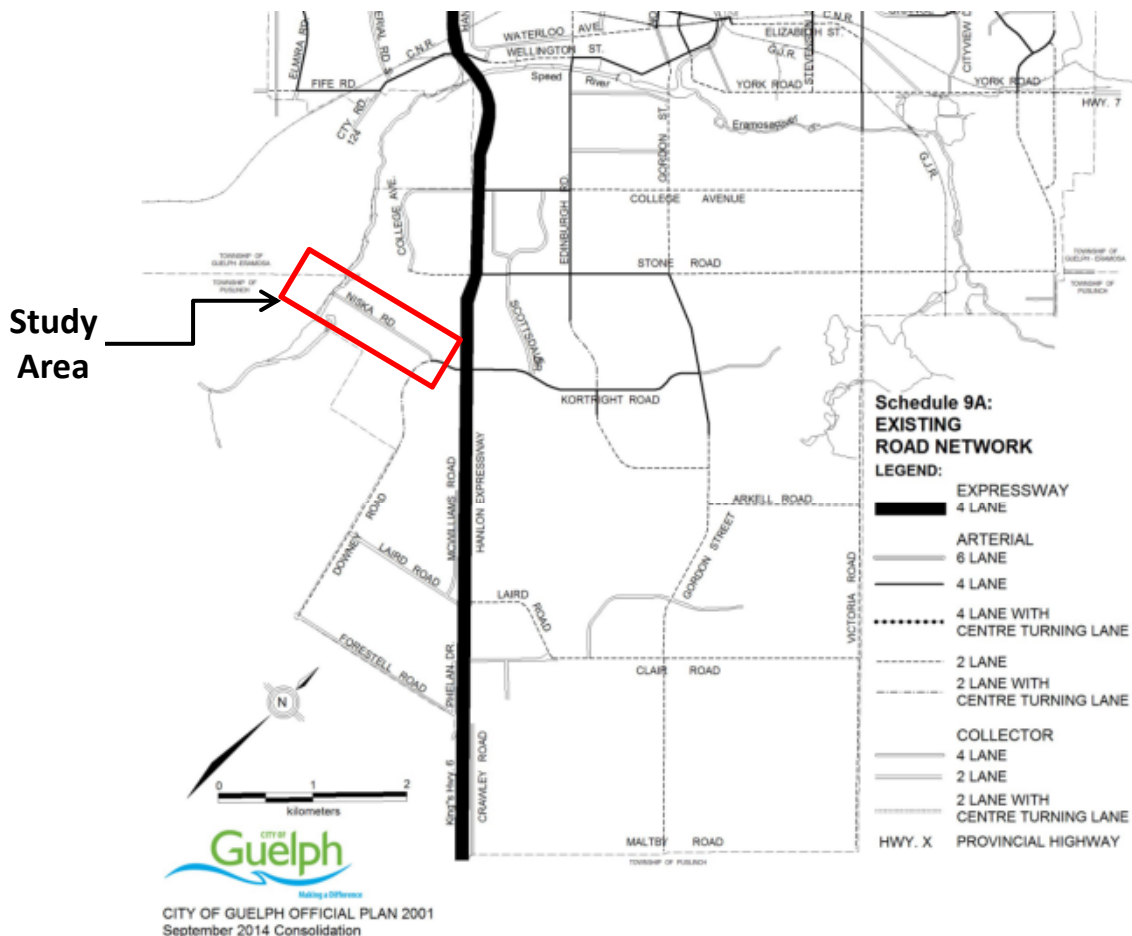 WATERLOO AVE.
C.N.R.
ELIZABETH ST.
ELMIRA RD
C.N.R.
WELLINGTON ST.
G.J.R.
CITYVIEW
FIFE RD.
Speed
River
YORK ROAD
YORK ROAD
HWY. 7
CTY RD.
124
GORDON ST.
Eramosa River
G.J.R.
COLLEGE AVE.
EDINBURGH RD.
COLLEGE AVENUE
TOWNSHIP OF
GUELPH ERAMOSA
TOWNSHIP OF
PUSLINCH
STONE ROAD
TOWNSHIP OF
GUELPH - ERAMOSA
TOWNSHIP OF
PUSLINCH
Study
Area
NISKA RD.
SCOTTSDALE
KORTRIGHT ROAD
Schedule 9A:
EXISTING
ROAD NETWORK
LEGEND:
EXPRESSWAY
4 LANE
ARTERIAL
6 LANE
4 LANE
4 LANE WITH
CENTRE TURNING LANE
2 LANE
2 LANE WITH
CENTRE TURNING LANE
COLLECTOR
4 LANE
2 LANE
2 LANE WITH
CENTRE TURNING LANE
HWY. X PROVINCIAL HIGHWAY
MCWILLIAMS ROAD
HANLON EXPRESSWAY
ARKELL ROAD
DOWNEY ROAD
LAIRD ROAD
GORDON STREET
VICTORIA ROAD
LAIRD ROAD
FORESTELL ROAD
PHELAN DR.
CLAIR ROAD
N
0 1 2
kilometers
King's Hwy. 6
CRAWLEY ROAD
MALTBY ROAD
TOWNSHIP OF PUSLINCH
CITY OF
Guelph
Making a Difference
CITY OF GUELPH OFFICIAL PLAN 2001
September 2014 Consolidation